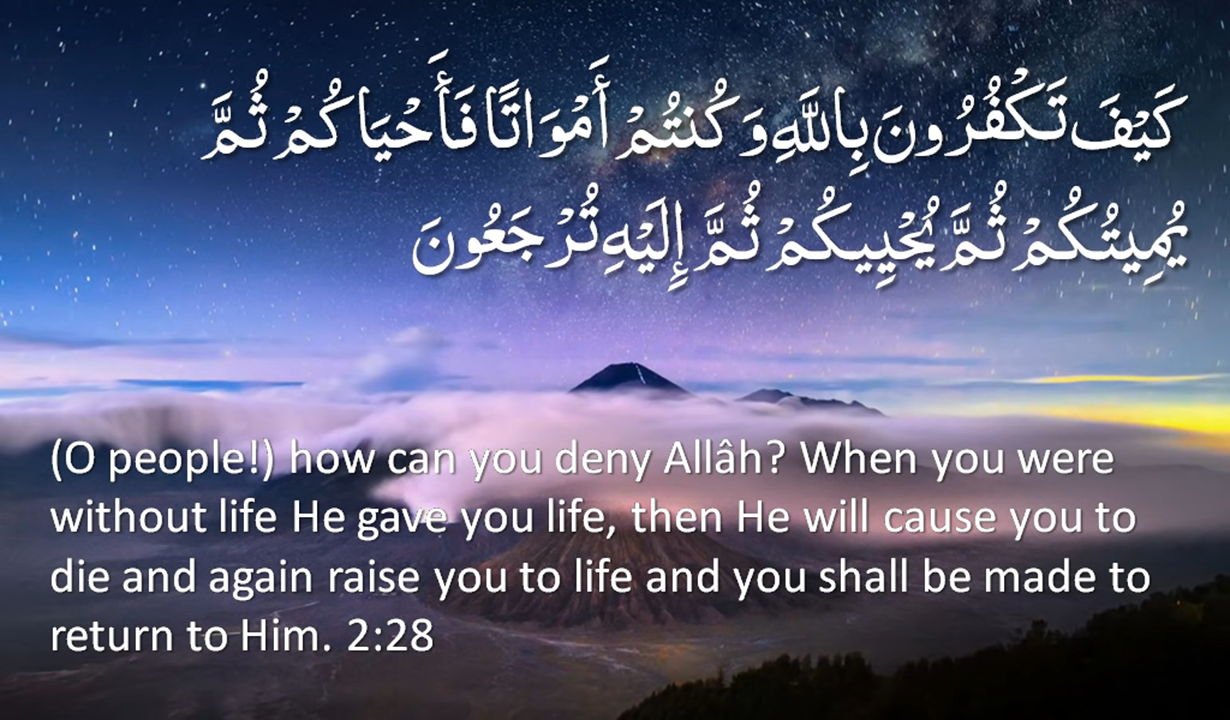 كَيْفَ تَكْفُرُونَ بِاللَّهِ وَكُنتُمْ أَمْوَاتًا فَأَحْيَاكُمْ ثُمَّ
يُمِيتُكُمْ ثُمَّ يُحْيِيكُمْ ثُمَّ إِلَيْهِ تُرْجَعُونَ
(O people!) how can you deny Allâh? When you were
without life He gave you life, then He will cause you to
die and again raise you to life and you shall be made to
return to Him. 2:28